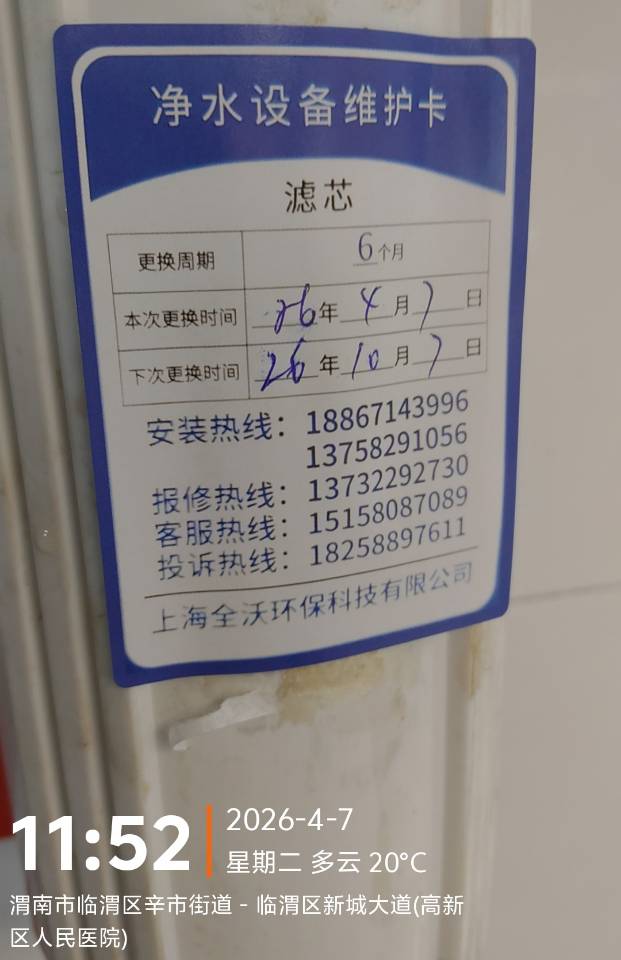 净水设备维护卡
滤芯
更换周期 6个月
本次更换时间 26年4月7日
下次更换时间 26年10月7日
安装热线：18867143996
13758291056
报修热线：13732292730
客服热线：15158087089
投诉热线：18258897611
上海全沃环保科技有限公司
11:52
2026-4-7
星期二 多云 20°C
渭南市临渭区辛市街道 - 临渭区新城大道(高新
区人民医院)